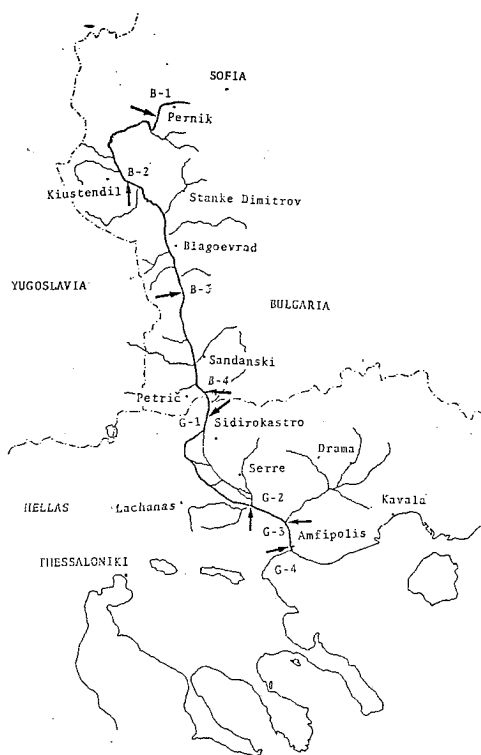 SOFIA
B-1
Pernik
B-2
Kiustendil
Stanke Dimitrov
Blagoevrad
YUGOSLAVIA
B-3
BULGARIA
Sandanski
B-4
Petrič
G-1
Sidirokastro
Drama
Serre
G-2
Kavala
HELLAS
Lachanas
G-3
Amfipolis
THESSALONIKI
G-4